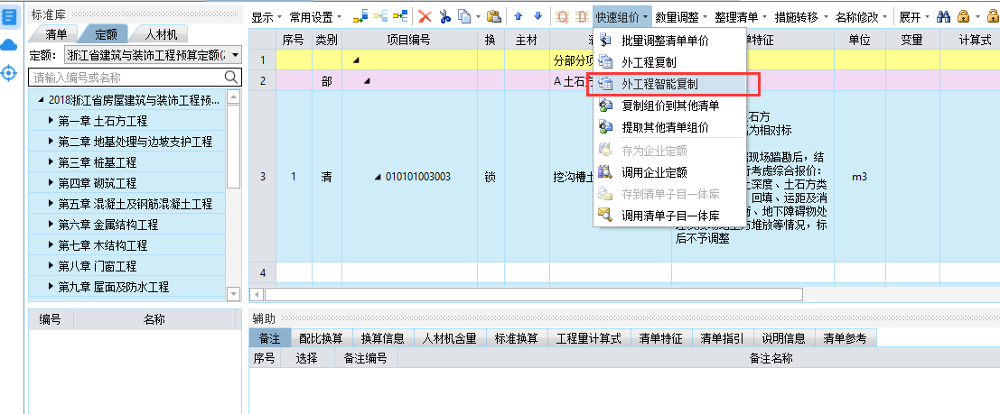 标准库
清单
定额
人材机
定额：
浙江省建筑与装饰工程预算定额(2
请输入编号或名称
2018浙江省房屋建筑与装饰工程预...
第一章 土石方工程
第二章 地基处理与边坡支护工程
第三章 桩基工程
第四章 砌筑工程
第五章 混凝土及钢筋混凝土工程
第六章 金属结构工程
第七章 木结构工程
第八章 门窗工程
第九章 屋面及防水工程
编号 名称
显示 常用设置 快速组价 数量调整 整理清单 措施转移 名称修改 展开
序号 类别 项目编号 换 主材 特征 单位 变量 计算式
1 分部分项
2 部 A 土石方
3 1 清 010101003003 锁 挖沟槽土 m3
土石方
为相对标
现场踏勘后，结
考虑综合报价：
土深度、土石方类
回填、运距及消
、地下障碍物处
堆放等情况，标
后不予调整
4
批量调整清单单价
外工程复制
外工程智能复制
复制组价到其他清单
提取其他清单组价
存为企业定额
调用企业定额
存到清单子目一体库
调用清单子目一体库
辅助
备注 配比换算 换算信息 人材机含量 标准换算 工程量计算式 清单特征 清单指引 说明信息 清单参考
序号 选择 备注编号 备注名称